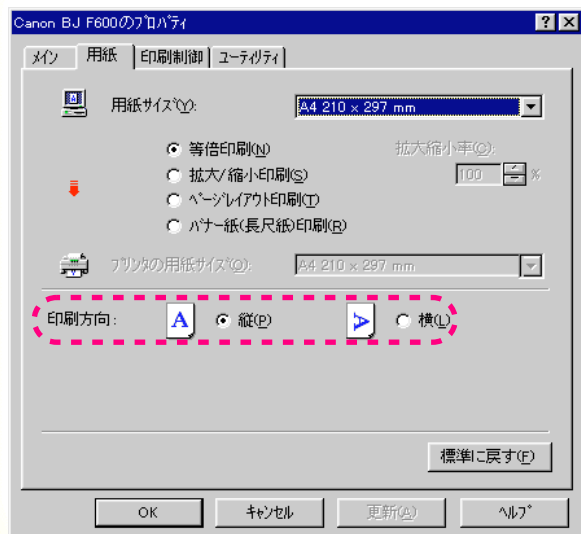 Canon BJ F600のﾌﾟﾛﾊﾟﾃｨ
ﾒｲﾝ 用紙 印刷制御 ﾕｰﾃｨﾘﾃｨ
用紙ｻｲｽﾞ(Y): A4 210 x 297 mm
等倍印刷(N) 拡大縮小率(C):
拡大/縮小印刷(S) 100 %
ﾍﾟｰｼﾞﾚｲｱｳﾄ印刷(T)
ﾊﾞﾅｰ紙(長尺紙)印刷(R)
ﾌﾟﾘﾝﾀの用紙ｻｲｽﾞ(O): A4 210 x 297 mm
印刷方向: A 縦(P) A 横(L)
標準に戻す(F)
OK ｷｬﾝｾﾙ 更新(A) ﾍﾙﾌﾟ